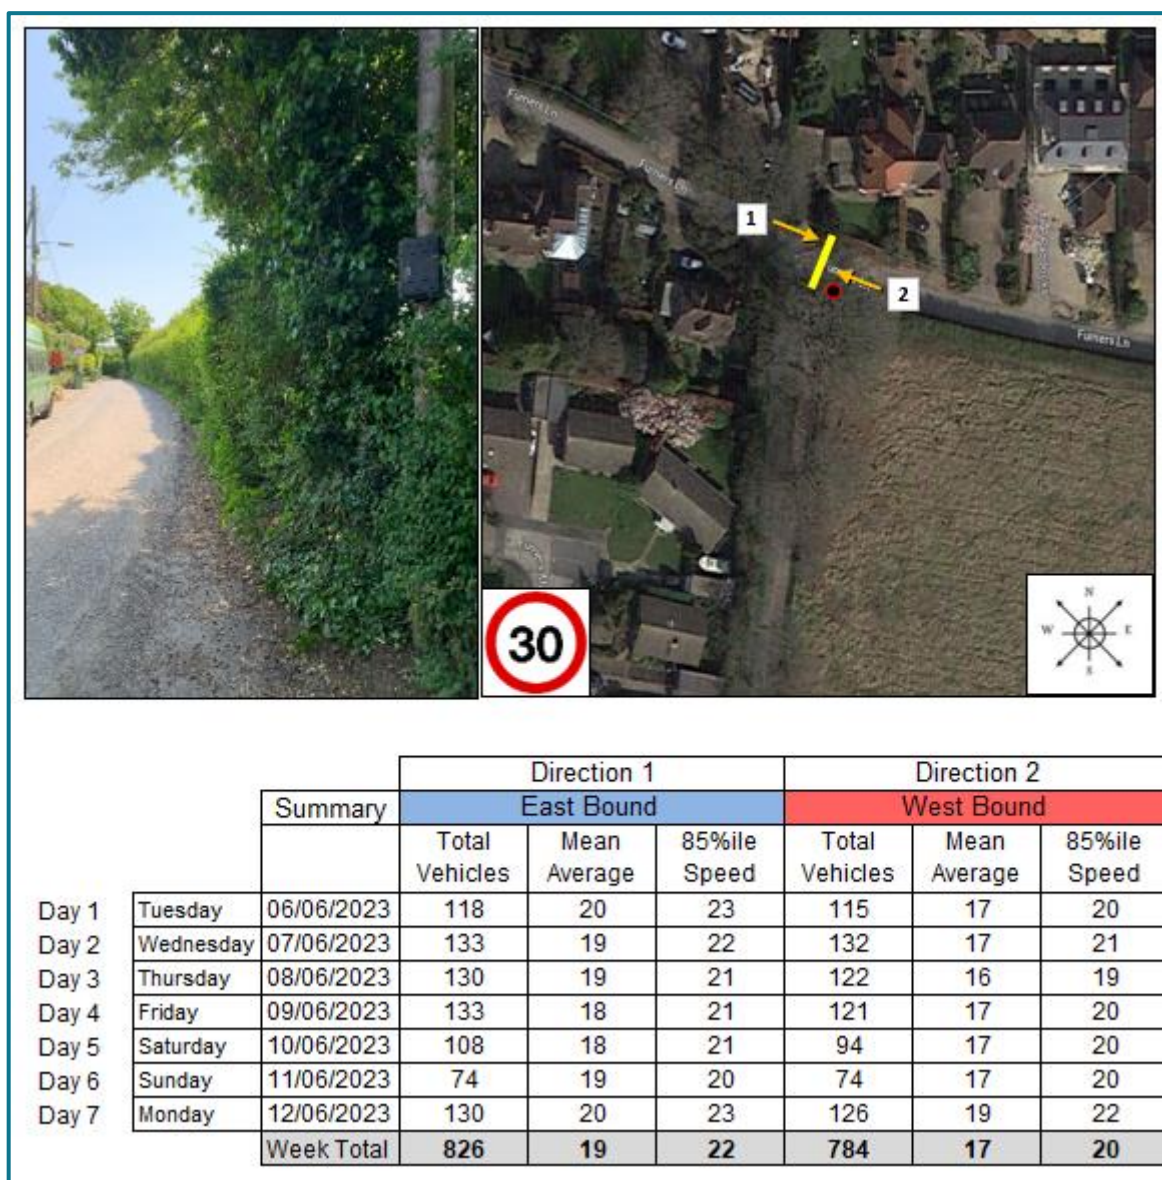 Furners Ln
Furners Ln
1
2
Furners Ln
30
N
W E
S
Direction 1 Direction 2
Summary East Bound West Bound
Total Mean 85%ile Total Mean 85%ile
Vehicles Average Speed Vehicles Average Speed
Day 1 Tuesday 06/06/2023 118 20 23 115 17 20
Day 2 Wednesday 07/06/2023 133 19 22 132 17 21
Day 3 Thursday 08/06/2023 130 19 21 122 16 19
Day 4 Friday 09/06/2023 133 18 21 121 17 20
Day 5 Saturday 10/06/2023 108 18 21 94 17 20
Day 6 Sunday 11/06/2023 74 19 20 74 17 20
Day 7 Monday 12/06/2023 130 20 23 126 19 22
Week Total 826 19 22 784 17 20